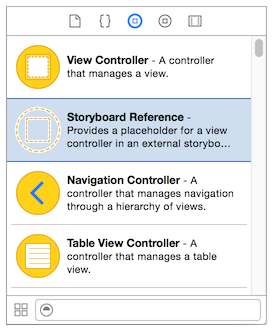 View Controller - A controller
that manages a view.
Storyboard Reference -
Provides a placeholder for a view
controller in an external storybo...
Navigation Controller - A
controller that manages navigation
through a hierarchy of views.
Table View Controller - A
controller that manages a table
view.